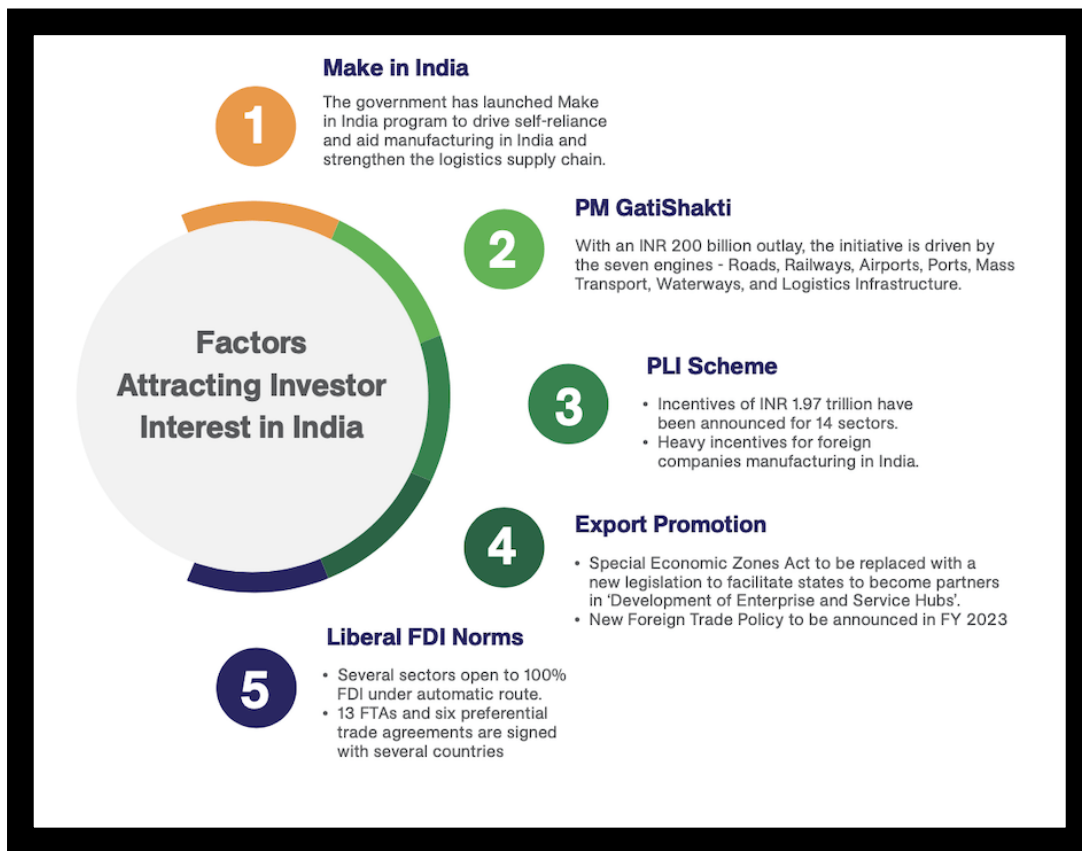 1
Make in India
The government has launched Make
in India program to drive self-reliance
and aid manufacturing in India and
strengthen the logistics supply chain.
2
PM GatiShakti
With an INR 200 billion outlay, the initiative is driven by
the seven engines - Roads, Railways, Airports, Ports, Mass
Transport, Waterways, and Logistics Infrastructure.
Factors
Attracting Investor
Interest in India
3
PLI Scheme
• Incentives of INR 1.97 trillion have
been announced for 14 sectors.
• Heavy incentives for foreign
companies manufacturing in India.
4
Export Promotion
• Special Economic Zones Act to be replaced with a
new legislation to facilitate states to become partners
in ‘Development of Enterprise and Service Hubs’.
• New Foreign Trade Policy to be announced in FY 2023
5
Liberal FDI Norms
• Several sectors open to 100%
FDI under automatic route.
• 13 FTAs and six preferential
trade agreements are signed
with several countries